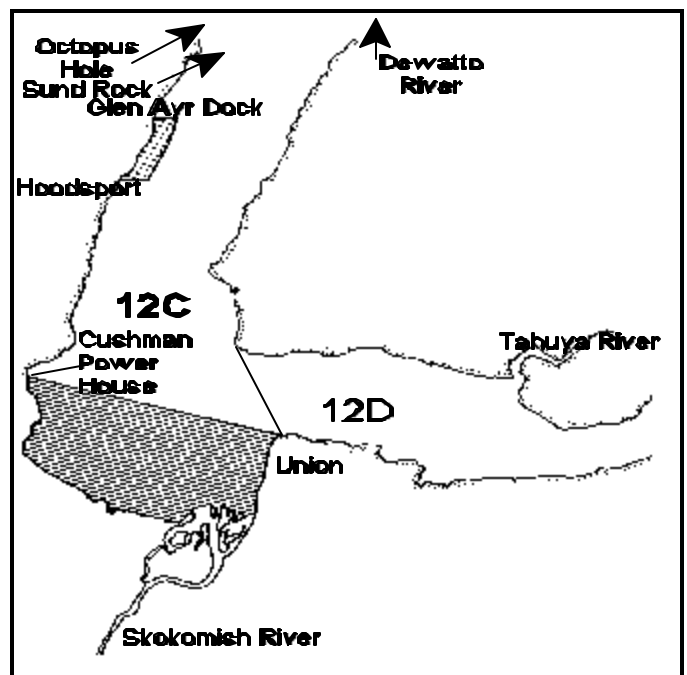 Octopus
Hole
Sund Rock
Glen Ayr Dock
Dewatto
River
Hoodsport
12C
Cushman
Power
House
Tahuya River
12D
Union
Skokomish River